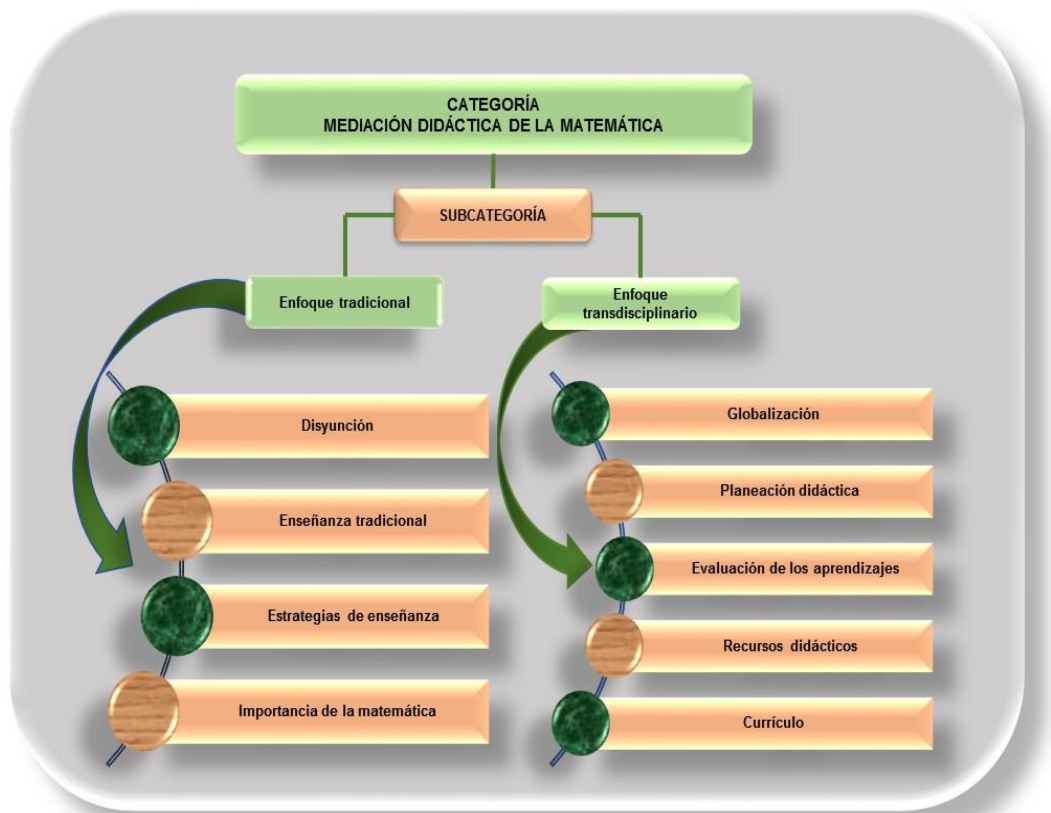 CATEGORÍA
MEDIACIÓN DIDÁCTICA DE LA MATEMÁTICA
SUBCATEGORÍA
Enfoque tradicional
Enfoque
transdisciplinario
Disyunción
Enseñanza tradicional
Estrategias de enseñanza
Importancia de la matemática
Globalización
Planeación didáctica
Evaluación de los aprendizajes
Recursos didácticos
Currículo